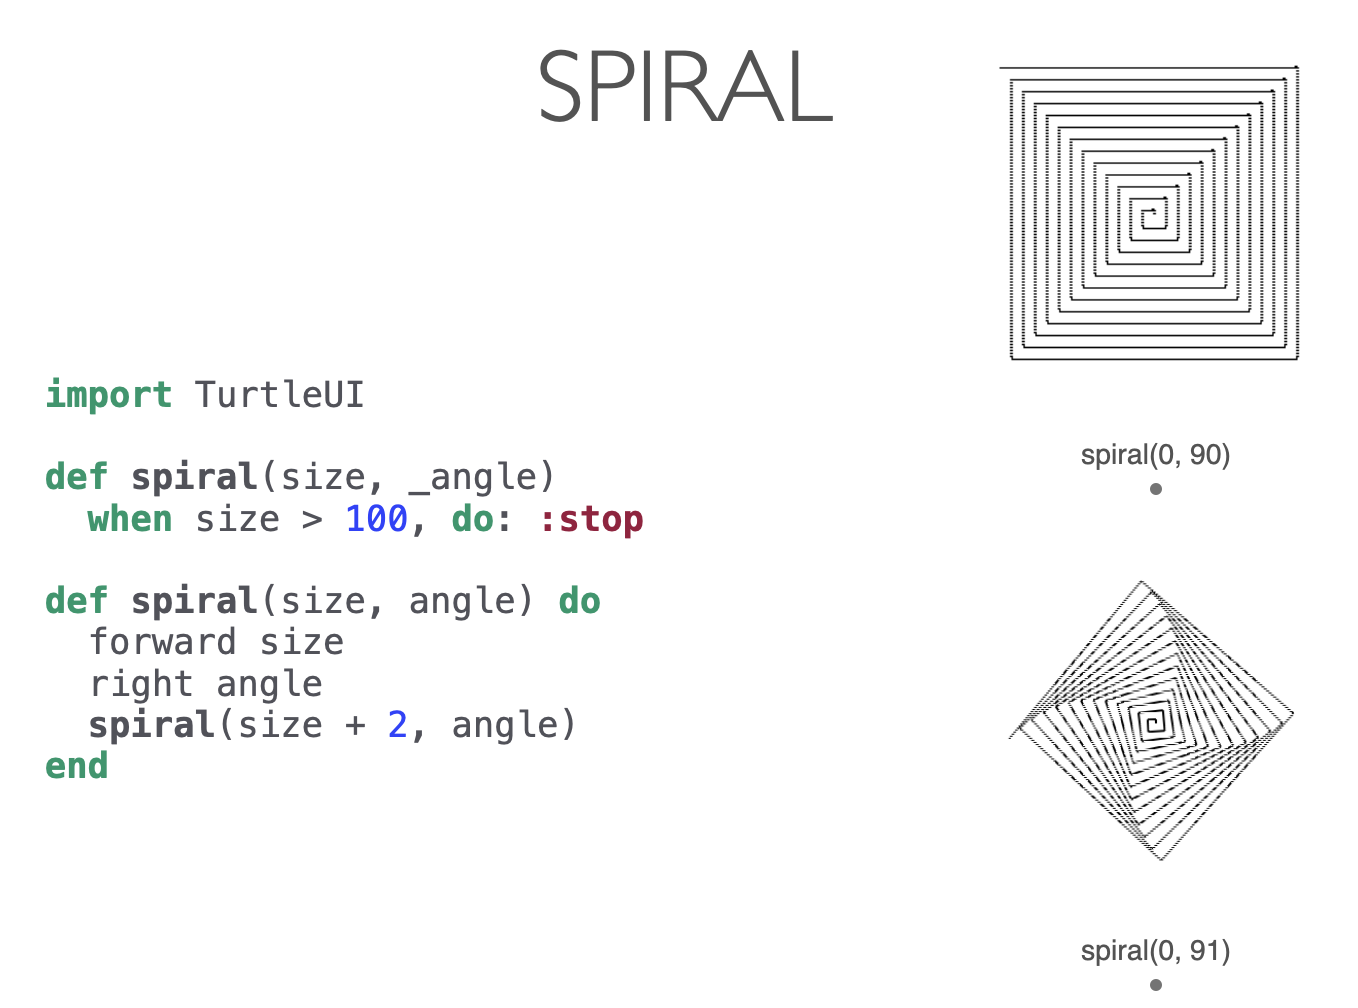 SPIRAL
import TurtleUI
def spiral(size, _angle)
  when size > 100, do: :stop
def spiral(size, angle) do
  forward size
  right angle
  spiral(size + 2, angle)
end
spiral(0, 90)
spiral(0, 91)